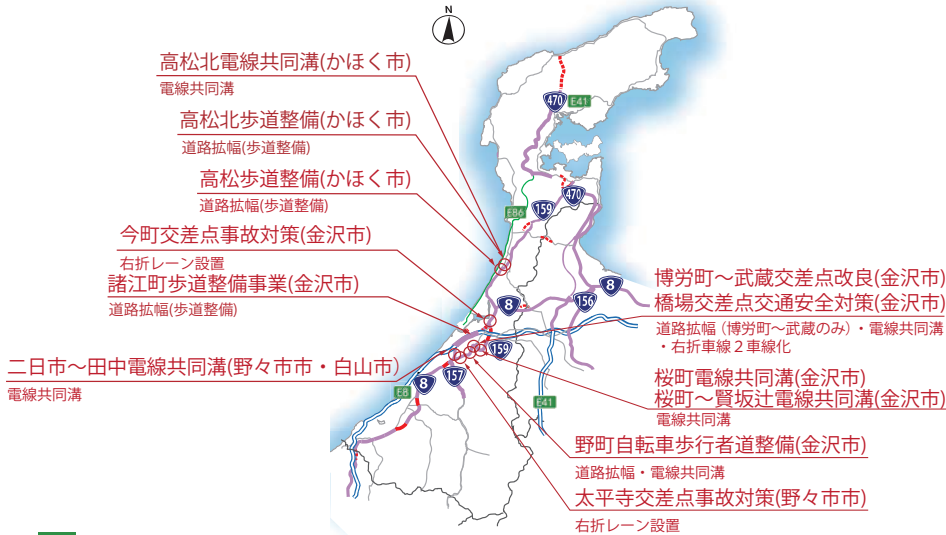 N
高松北電線共同溝(かほく市)
電線共同溝
高松北歩道整備(かほく市)
道路拡幅(歩道整備)
高松歩道整備(かほく市)
道路拡幅(歩道整備)
今町交差点事故対策(金沢市)
右折レーン設置
諸江町歩道整備事業(金沢市)
道路拡幅(歩道整備)
二日市～田中電線共同溝(野々市市・白山市)
電線共同溝
470
E41
470
159
E86
8
156
8
159
157
8
E8
E41
博労町～武蔵交差点改良(金沢市)
橋場交差点交通安全対策(金沢市)
道路拡幅（博労町～武蔵のみ）・電線共同溝
・右折車線２車線化
桜町電線共同溝(金沢市)
桜町～賢坂辻電線共同溝(金沢市)
電線共同溝
野町自転車歩行者道整備(金沢市)
道路拡幅・電線共同溝
太平寺交差点事故対策(野々市市)
右折レーン設置